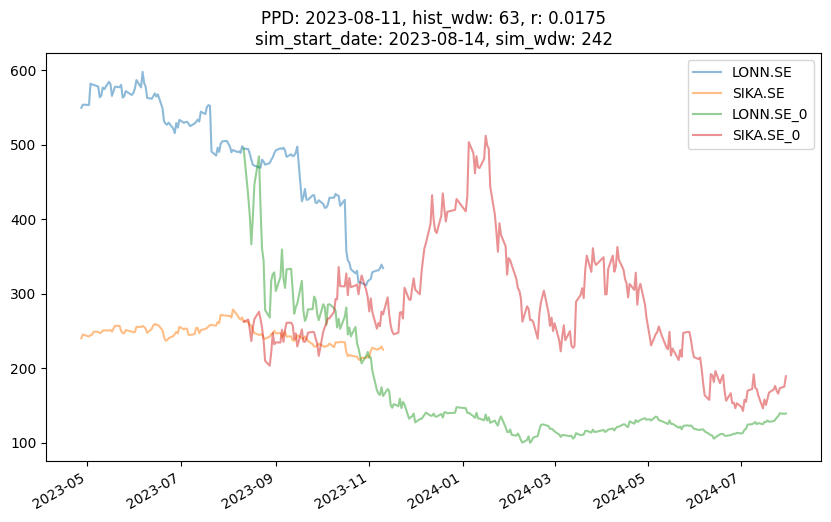 PPD: 2023-08-11, hist_wdw: 63, r: 0.0175
sim_start_date: 2023-08-14, sim_wdw: 242
LONN.SE
SIKA.SE
LONN.SE_0
SIKA.SE_0
600
500
400
300
200
100
2023-05
2023-07
2023-09
2023-11
2024-01
2024-03
2024-05
2024-07